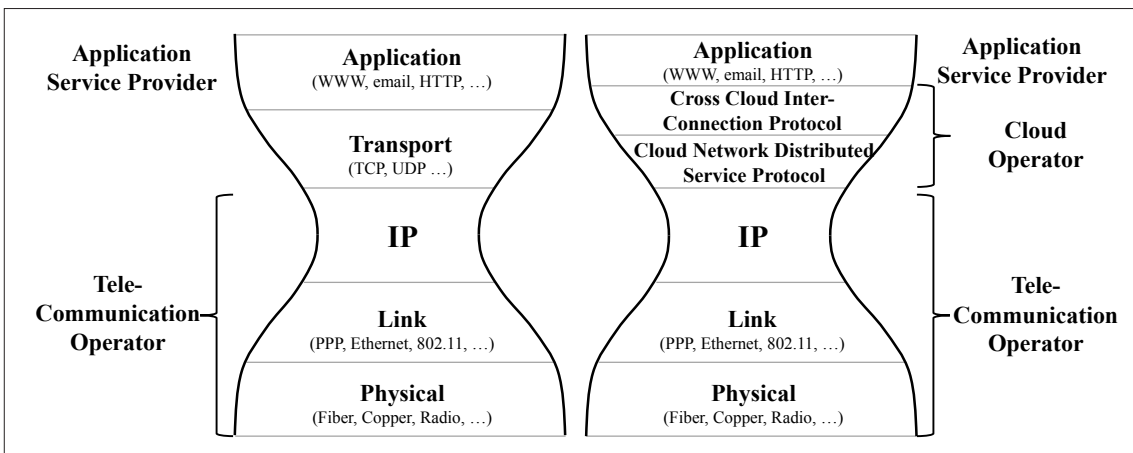 Application
Service Provider
Tele-
Communication
Operator
Application
(WWW, email, HTTP, …)
Transport
(TCP, UDP …)
IP
Link
(PPP, Ethernet, 802.11, …)
Physical
(Fiber, Copper, Radio, …)
Application
(WWW, email, HTTP, …)
Cross Cloud Inter-
Connection Protocol
Cloud Network Distributed
Service Protocol
IP
Link
(PPP, Ethernet, 802.11, …)
Physical
(Fiber, Copper, Radio, …)
Application
Service Provider
Cloud
Operator
Tele-
Communication
Operator